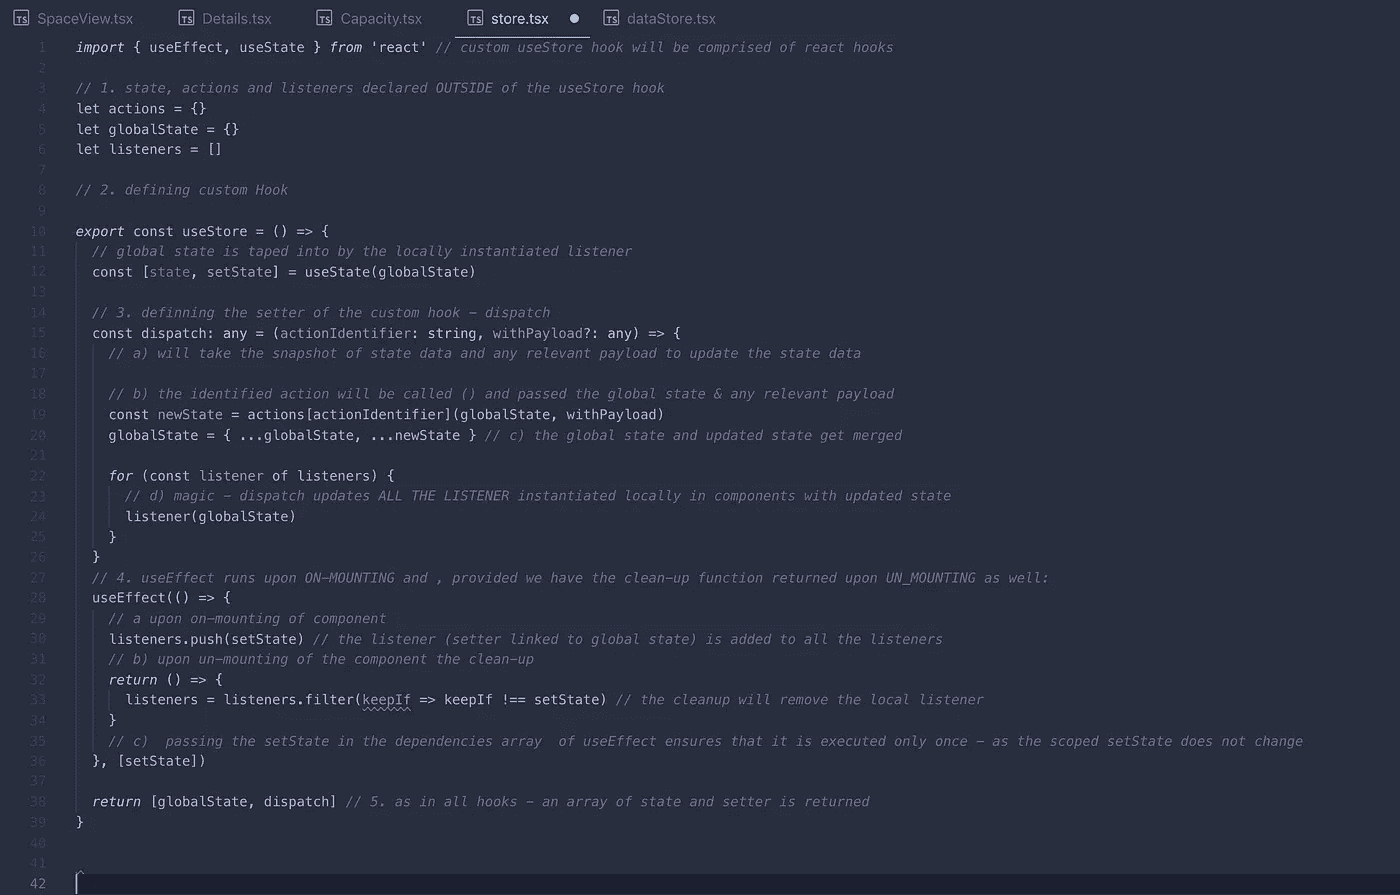 TS SpaceView.tsx TS Details.tsx TS Capacity.tsx TS store.tsx TS dataStore.tsx
1 import { useEffect, useState } from 'react' // custom useStore hook will be comprised of react hooks
2
3 // 1. state, actions and listeners declared OUTSIDE of the useStore hook
4 let actions = {}
5 let globalState = {}
6 let listeners = []
7
8 // 2. defining custom Hook
9
10 export const useStore = () => {
11 // global state is taped into by the locally instantiated listener
12 const [state, setState] = useState(globalState)
13
14 // 3. definning the setter of the custom hook – dispatch
15 const dispatch: any = (actionIdentifier: string, withPayload?: any) => {
16 // a) will take the snapshot of state data and any relevant payload to update the state data
17
18 // b) the identified action will be called () and passed the global state & any relevant payload
19 const newState = actions[actionIdentifier](globalState, withPayload)
20 globalState = { ...globalState, ...newState } // c) the global state and updated state get merged
21
22 for (const listener of listeners) {
23 // d) magic – dispatch updates ALL THE LISTENER instantiated locally in components with updated state
24 listener(globalState)
25 }
26 }
27 // 4. useEffect runs upon ON-MOUNTING and , provided we have the clean-up function returned upon UN_MOUNTING as well:
28 useEffect(() => {
29 // a upon on-mounting of component
30 listeners.push(setState) // the listener (setter linked to global state) is added to all the listeners
31 // b) upon un-mounting of the component the clean-up
32 return () => {
33 listeners = listeners.filter(keepIf => keepIf !== setState) // the cleanup will remove the local listener
34 }
35 // c)  passing the setState in the dependencies array  of useEffect ensures that it is executed only once – as the scoped setState does not change
36 }, [setState])
37
38 return [globalState, dispatch] // 5. as in all hooks – an array of state and setter is returned
39 }
40
41
42